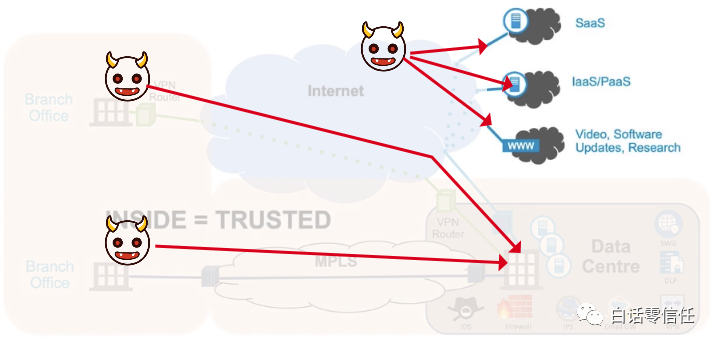 SaaS
VPN
Router
Branch
Office
Internet
IaaS/PaaS
WWW
Video, Software
Updates, Research
INSIDE = TRUSTED
VPN
Router
SWG
Data
Centre
Branch
Office
MPLS
DLP
IDS
Firewall
IPS
白话零信任